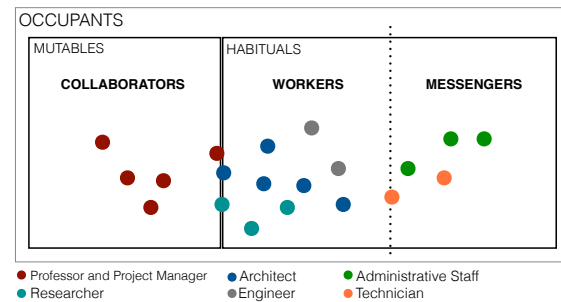 OCCUPANTS
MUTABLES
HABITUALS
COLLABORATORS
WORKERS
MESSENGERS
Professor and Project Manager
Architect
Administrative Staff
Researcher
Engineer
Technician